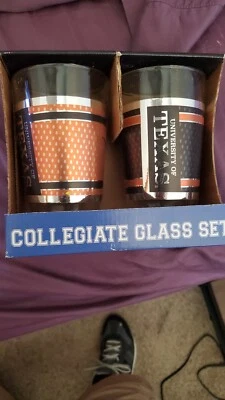 UNIVERSITY OF
TEXAS
COLLEGIATE GLASS SET